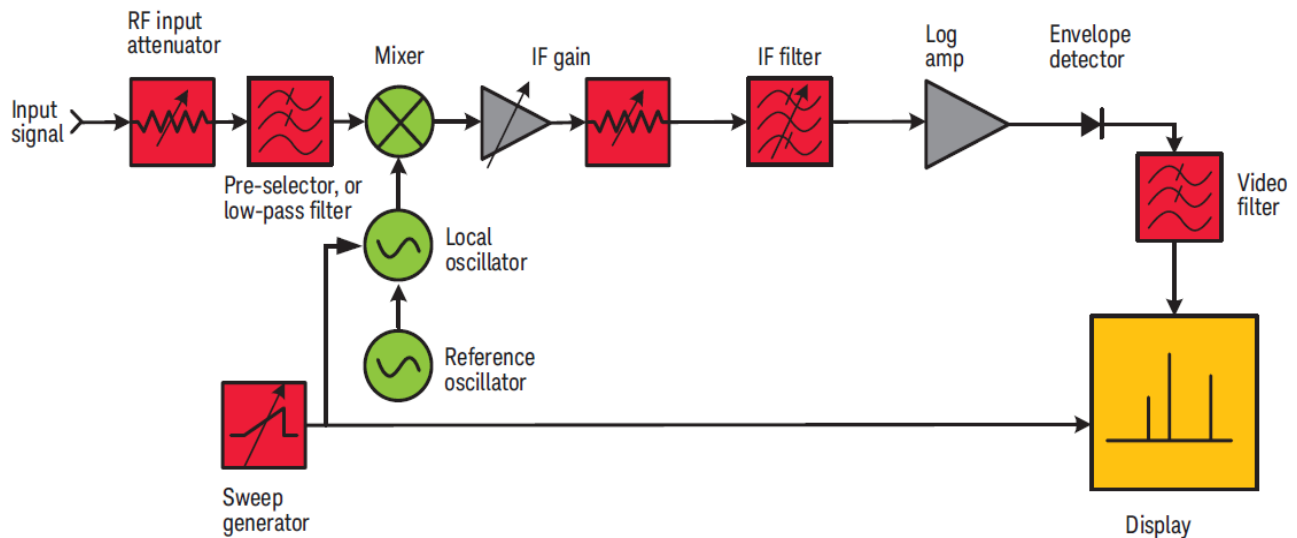 RF input
attenuator
Input
signal
Pre-selector, or
low-pass filter
Mixer
IF gain
IF filter
Log
amp
Envelope
detector
Video
filter
Local
oscillator
Reference
oscillator
Sweep
generator
Display